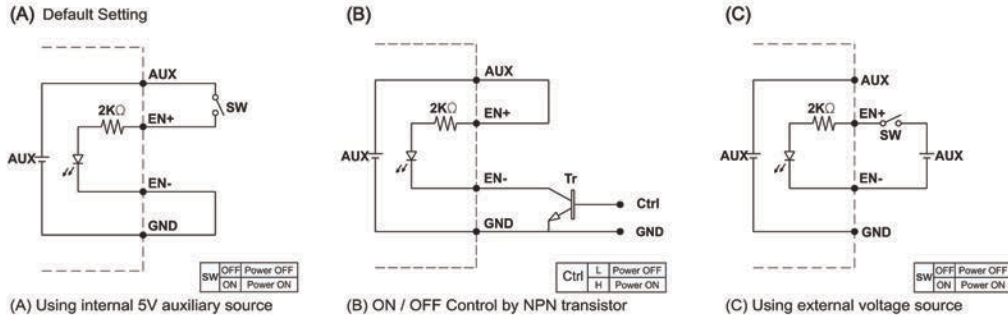 (A) Default Setting
AUX
2KΩ
EN+
SW
AUX
EN-
GND
SW
OFF Power OFF
ON Power ON
(A) Using internal 5V auxiliary source
(B)
AUX
2KΩ
EN+
AUX
EN-
Tr
Ctrl
GND
GND
Ctrl
L Power OFF
H Power ON
(B) ON / OFF Control by NPN transistor
(C)
AUX
2KΩ
EN+
SW
AUX
AUX
EN-
GND
SW
OFF Power OFF
ON Power ON
(C) Using external voltage source